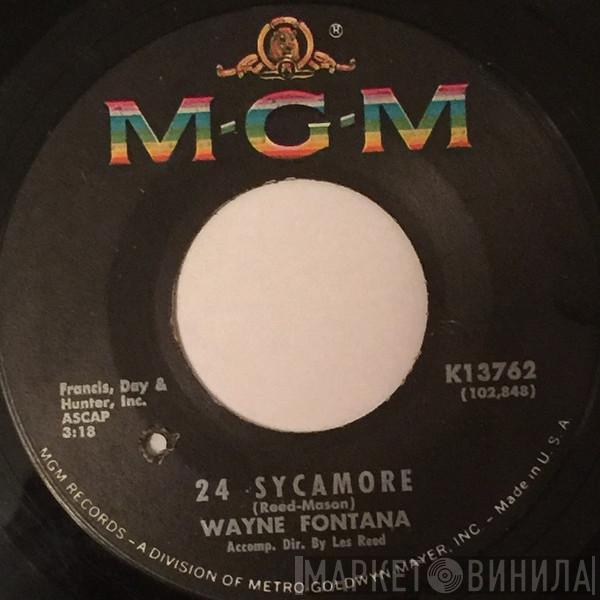 ®
M-G-M
Francis, Day &
Hunter, Inc.
ASCAP
3:18
K13762
(102,848)
24 SYCAMORE
(Reed-Mason)
WAYNE FONTANA
Accomp. Dir. By Les Reed
MGM RECORDS – A DIVISION OF METRO-GOLDWYN-MAYER, INC. – Made in U.S.A
МАРКЕТ ВИНИЛА